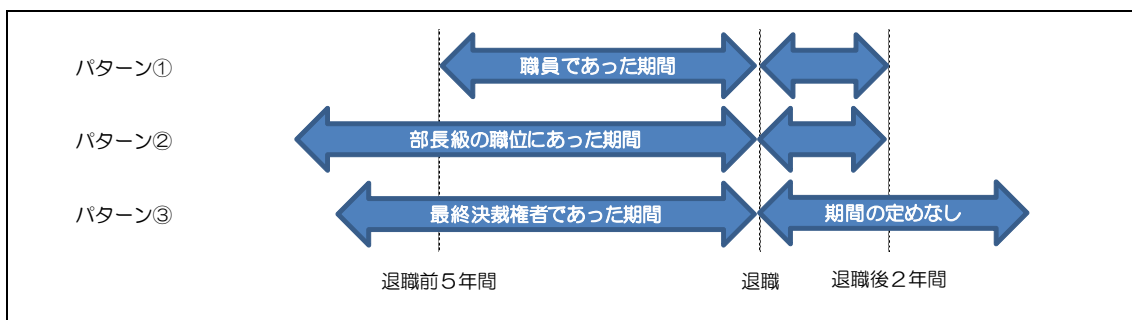 パターン①
職員であった期間
パターン②
部長級の職位にあった期間
パターン③
最終決裁権者であった期間
期間の定めなし
退職前５年間
退職
退職後２年間